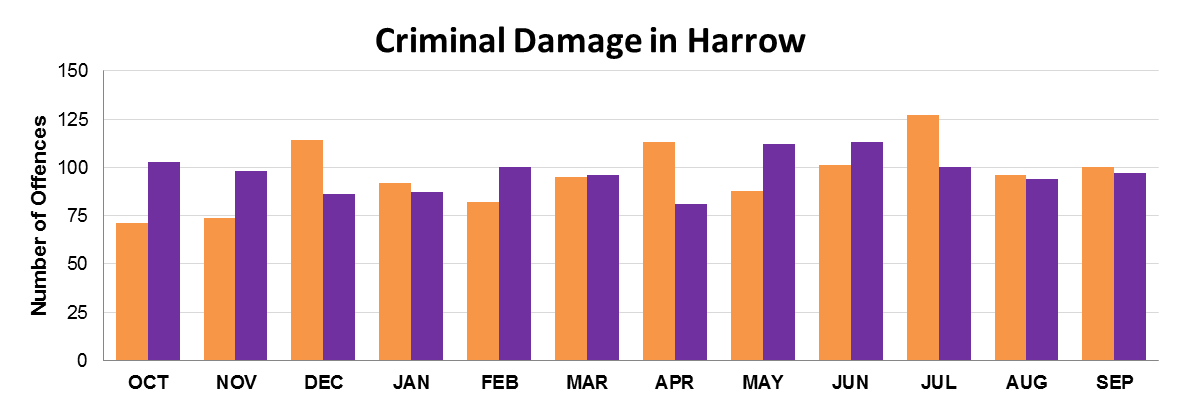 Criminal Damage in Harrow
Number of Offences
150
125
100
75
50
25
0
OCT NOV DEC JAN FEB MAR APR MAY JUN JUL AUG SEP